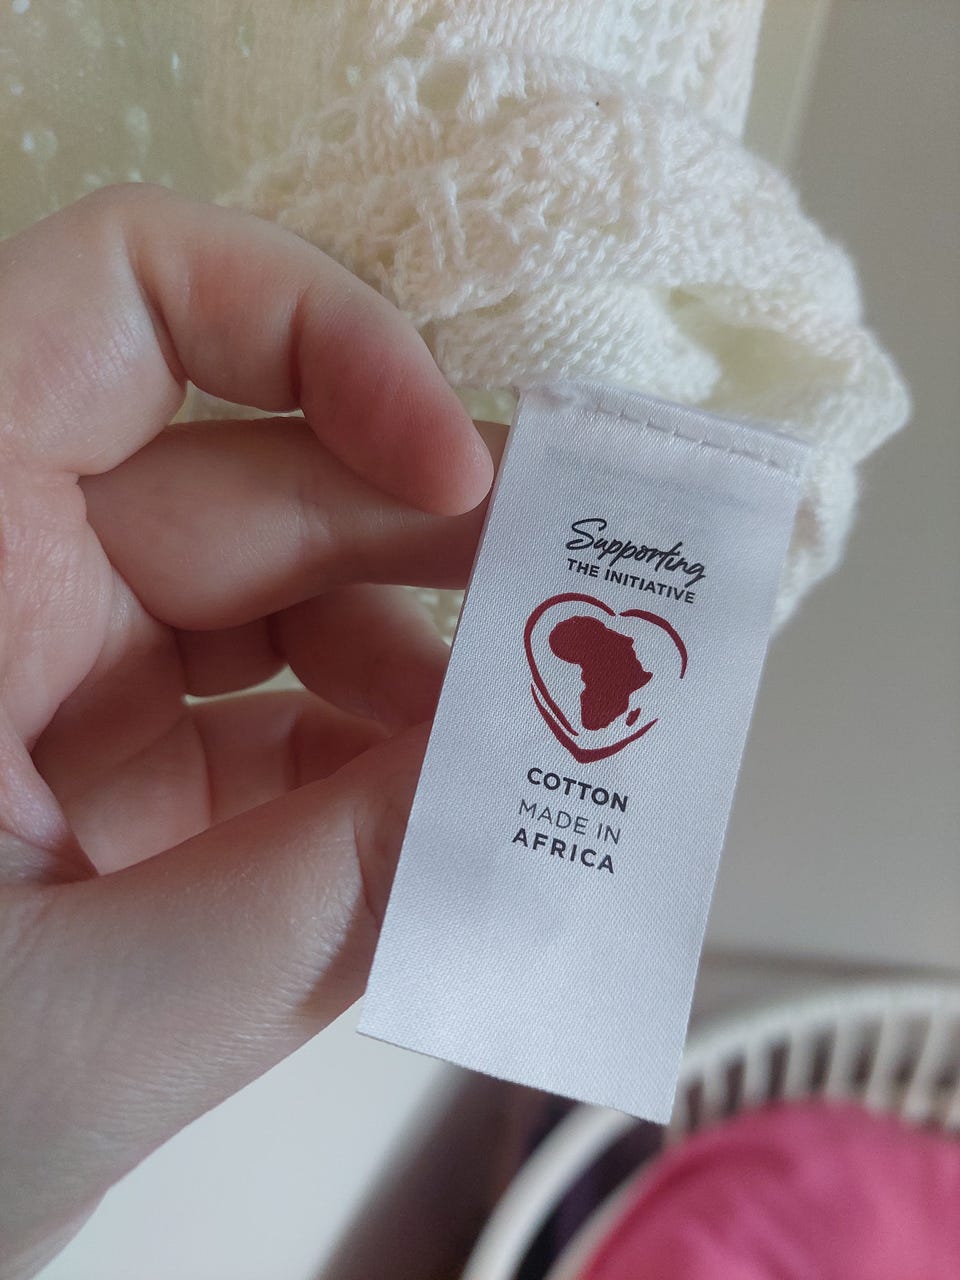 Supporting
THE INITIATIVE
COTTON
MADE IN
AFRICA